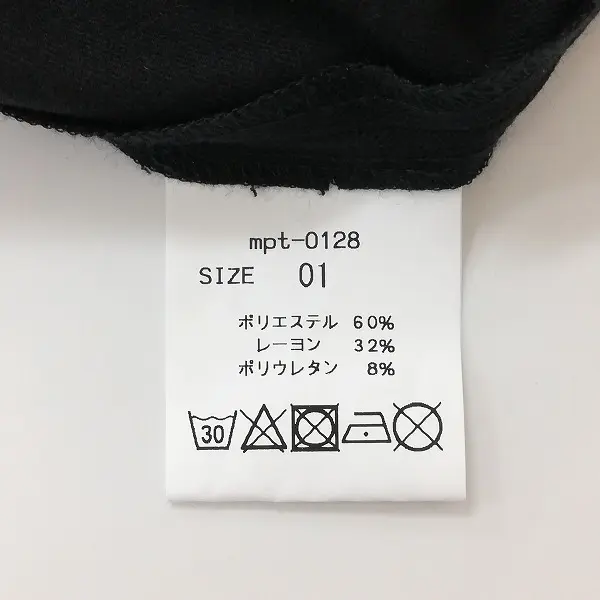 mpt-0128
SIZE 01
ポリエステル 60%
レーヨン 32%
ポリウレタン 8%
30